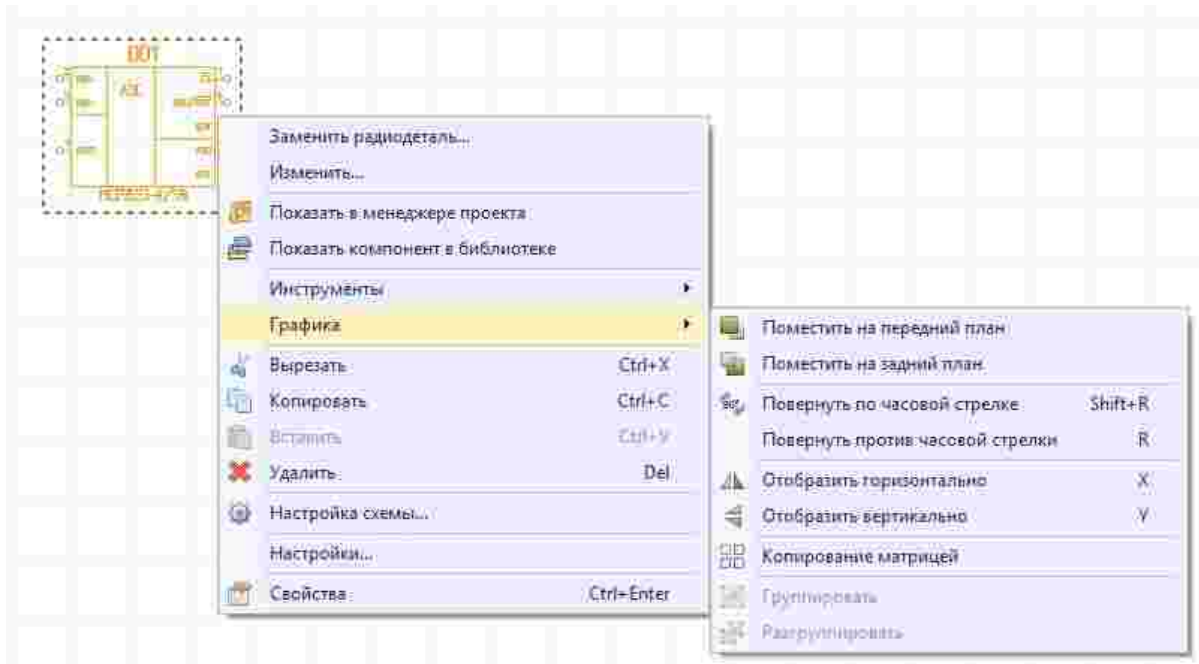 DD1
Заменить радиодеталь...
Изменить...
Показать в менеджере проекта
Показать компонент в библиотеке
Инструменты
Графика
Вырезать Ctrl+X
Копировать Ctrl+C
Вставить Ctrl+V
Удалить Del
Настройка схемы...
Настройки...
Свойства Ctrl+Enter
Поместить на передний план
Поместить на задний план
Повернуть по часовой стрелке Shift+R
Повернуть против часовой стрелки R
Отобразить горизонтально X
Отобразить вертикально Y
Копирование матрицей
Группировать
Разгруппировать